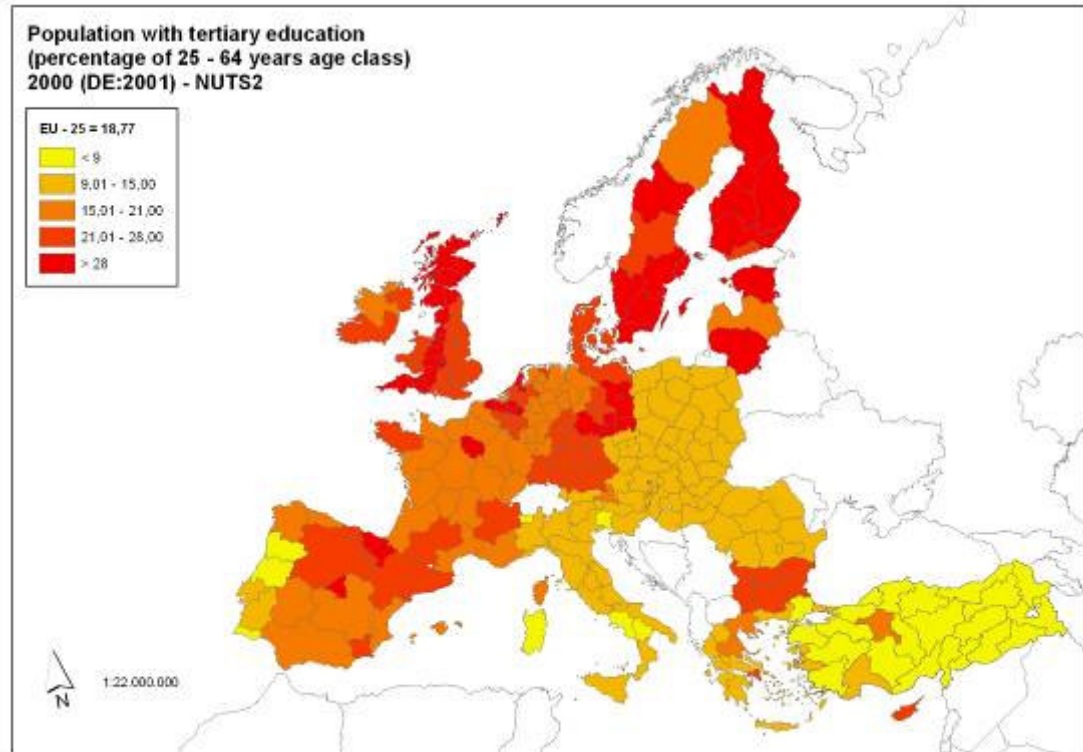 Population with tertiary education
(percentage of 25 - 64 years age class)
2000 (DE:2001) - NUTS2
EU - 25 = 18,77
< 9
9,01 - 15,00
15,01 - 21,00
21,01 - 28,00
> 28
N
1:22.000.000